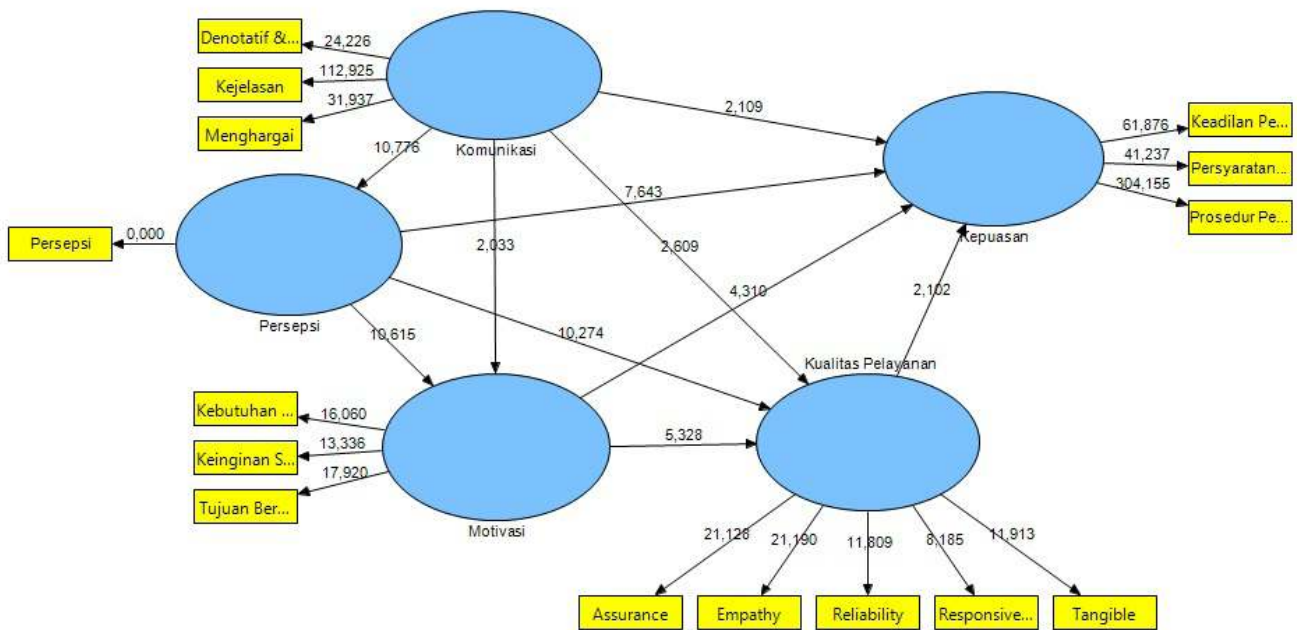 Denotatif &...
24,226
Kejelasan
112,925
Menghargai
31,937
Komunikasi
10,776
2,109
Keadilan Pe...
61,876
Persyaratan...
41,237
Prosedur Pe...
304,155
Kepuasan
7,643
2,033
2,609
Persepsi
0,000
Persepsi
4,310
2,102
10,615
10,274
Kualitas Pelayanan
Kebutuhan ...
16,060
Keinginan S...
13,336
Tujuan Ber...
17,920
Motivasi
5,328
21,128
21,190
11,809
8,185
11,913
Assurance
Empathy
Reliability
Responsive...
Tangible